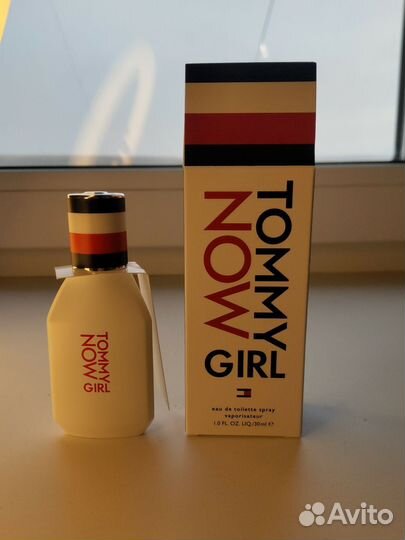 TOMMY
NOW
GIRL
TOMMY
NOW
GIRL
eau de toilette spray
vaporisateur
1.0 FL. OZ. LIQ./30 ml ℮
Avito